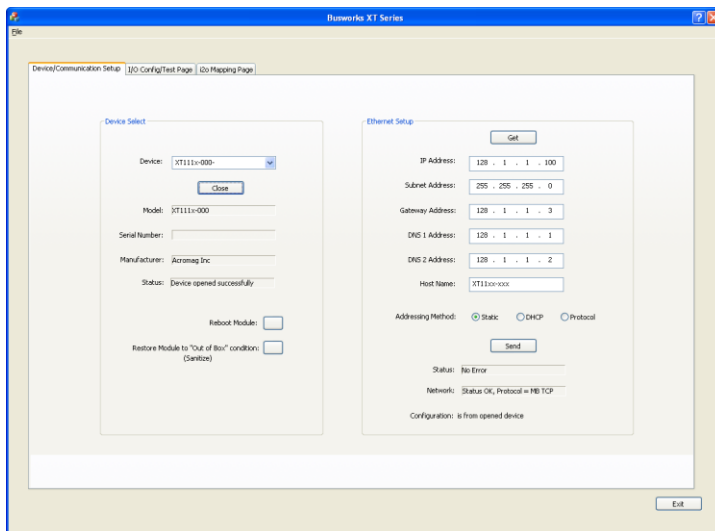 Busworks XT Series
File
Device/Communication Setup I/O Config/Test Page i2o Mapping Page
Device Select
Device: XT111x-000-
Close
Model: XT111x-000
Serial Number:
Manufacturer: Acromag Inc
Status: Device opened successfully
Reboot Module:
Restore Module to "Out of Box" condition:
(Sanitize)
Ethernet Setup
Get
IP Address: 128 . 1 . 1 . 100
Subnet Address: 255 . 255 . 255 . 0
Gateway Address: 128 . 1 . 1 . 3
DNS 1 Address: 128 . 1 . 1 . 1
DNS 2 Address: 128 . 1 . 1 . 2
Host Name: XT11xx-xxx
Addressing Method: Static DHCP Protocol
Send
Status: No Error
Network: Status OK, Protocol = MB TCP
Configuration: is from opened device
Exit